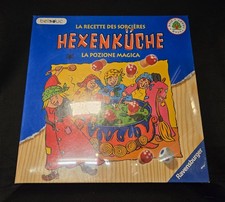 LA RECETTE DES SORCIÈRES
HEXENKÜCHE
LA POZIONE MAGICA
Ravensburger